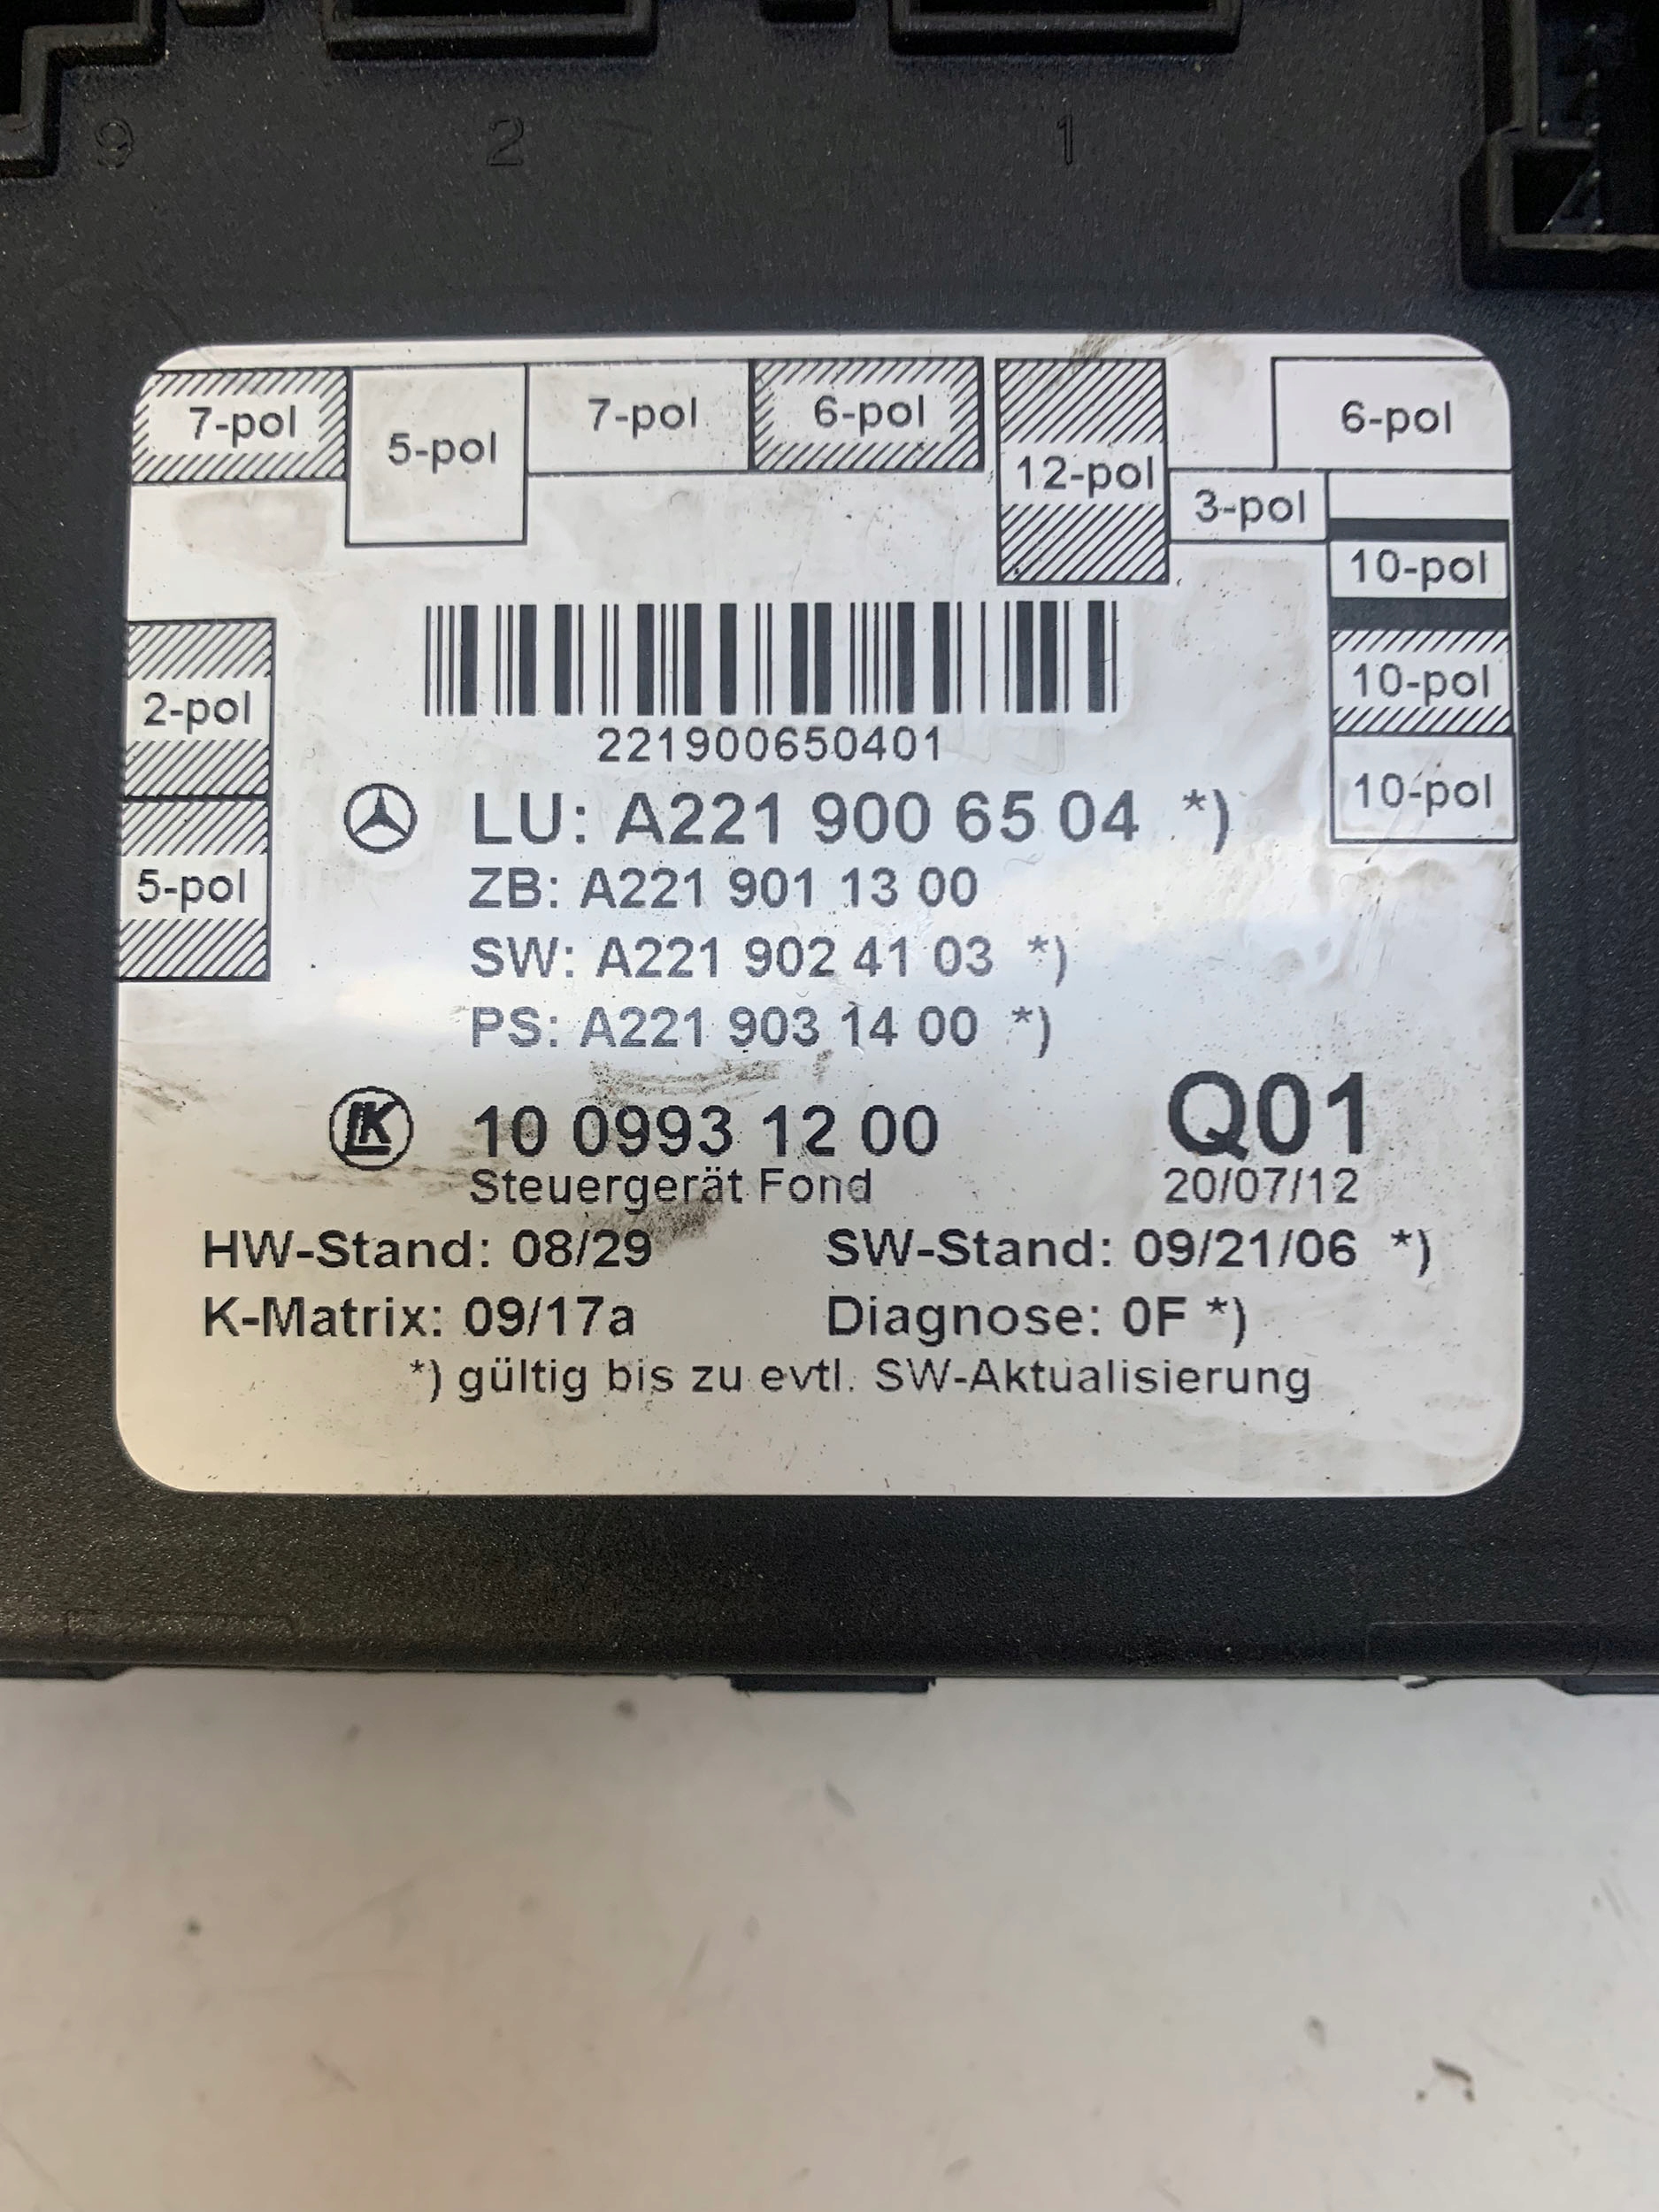 9 2 1
7-pol 5-pol 7-pol 6-pol 12-pol 3-pol 6-pol
10-pol
10-pol
10-pol
2-pol
5-pol
221900650401
LU: A221 900 65 04 *)
ZB: A221 901 13 00
SW: A221 902 41 03 *)
PS: A221 903 14 00 *)
LK 10 0993 12 00 Q01
Steuergerät Fond 20/07/12
HW-Stand: 08/29 SW-Stand: 09/21/06 *)
K-Matrix: 09/17a Diagnose: 0F *)
*) gültig bis zu evtl. SW-Aktualisierung